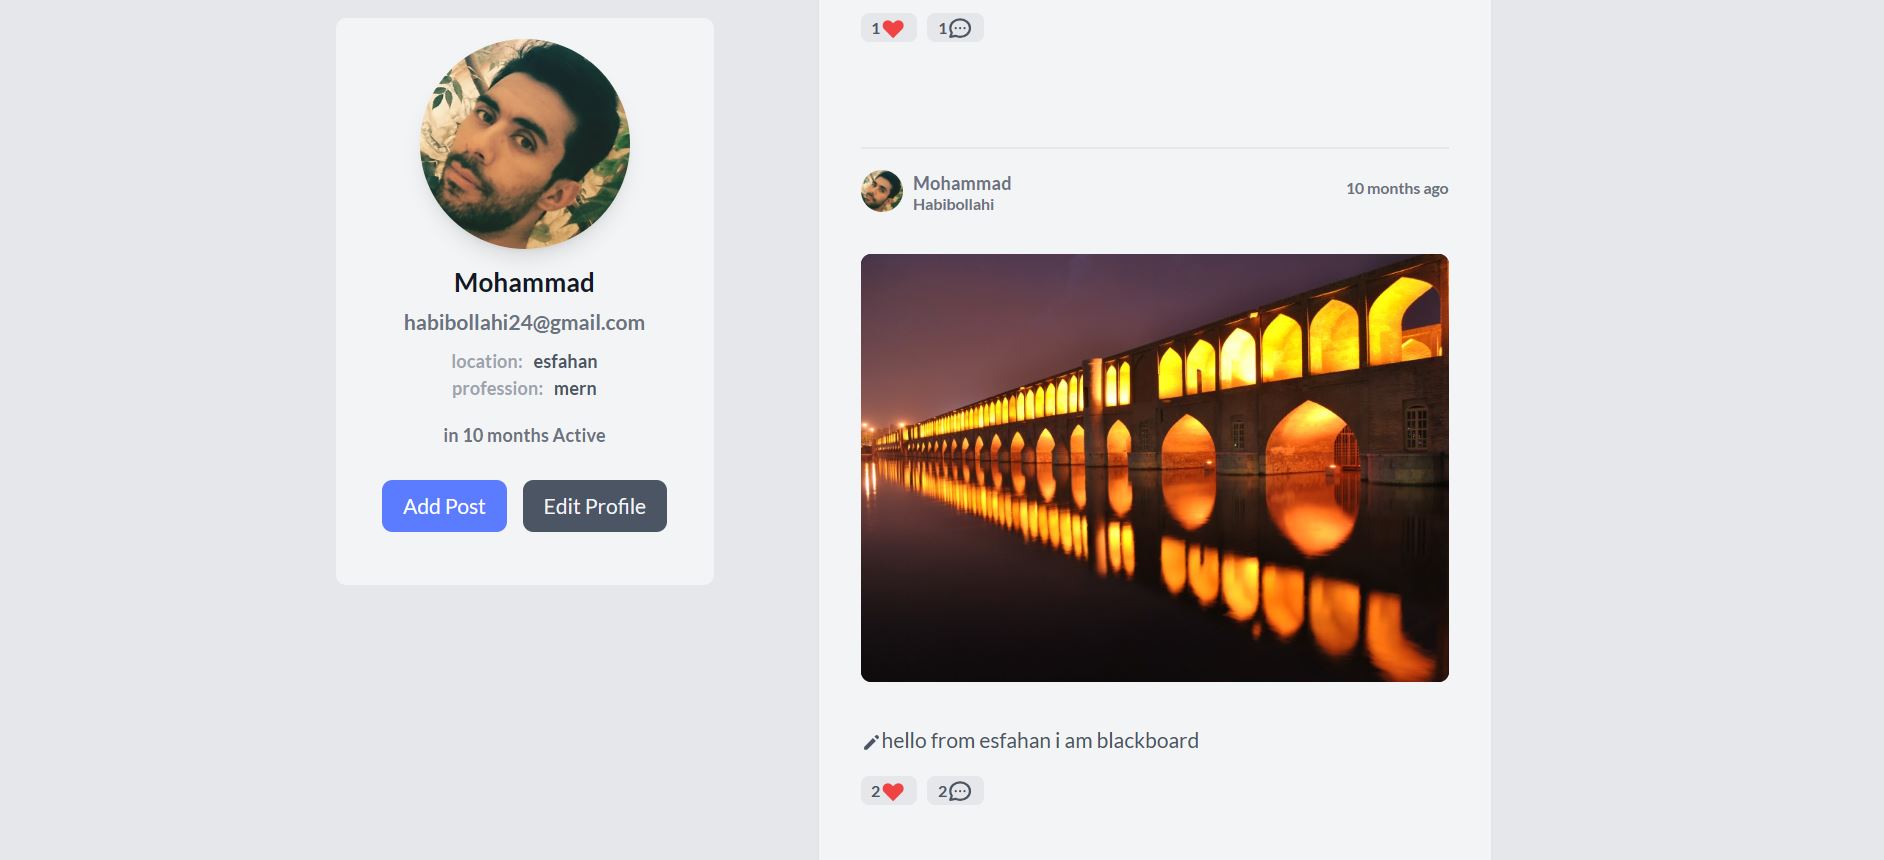 Mohammad
habibollahi24@gmail.com
location: esfahan
profession: mern
in 10 months Active
Add Post Edit Profile
1 1
Mohammad
Habibollahi
10 months ago
hello from esfahan i am blackboard
2 2